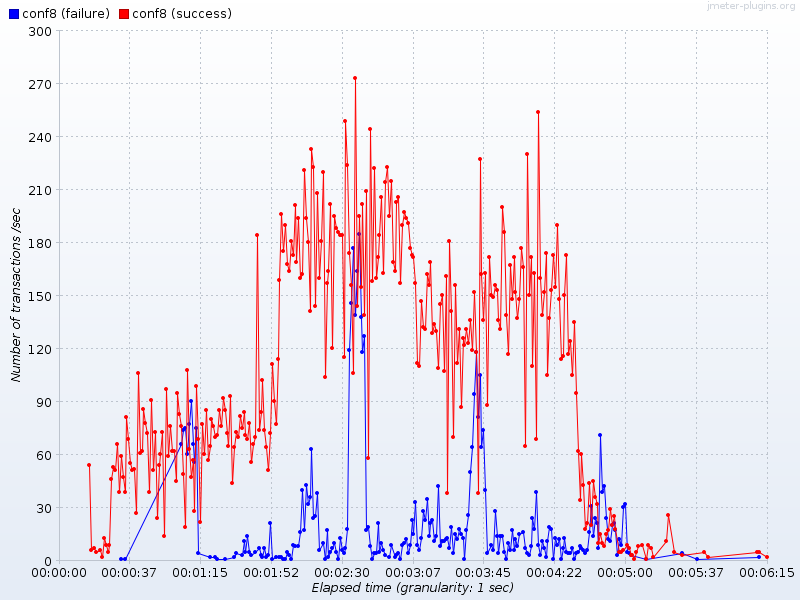 jmeter-plugins.org
conf8 (failure) conf8 (success)
300
270
240
210
180
150
120
90
60
30
0
Number of transactions /sec
00:00:00 00:00:37 00:01:15 00:01:52 00:02:30 00:03:07 00:03:45 00:04:22 00:05:00 00:05:37 00:06:15
Elapsed time (granularity: 1 sec)